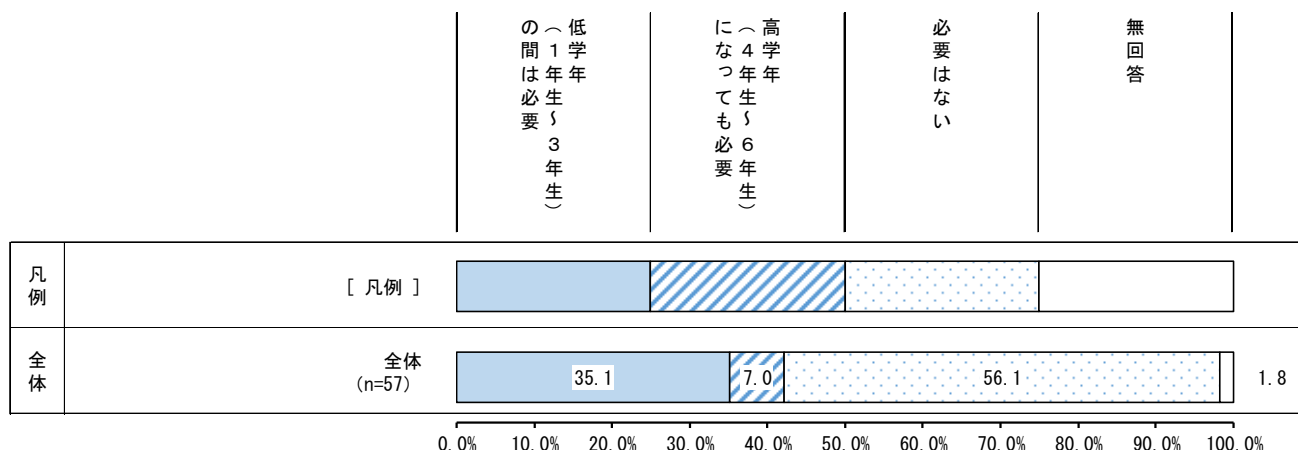 低学年
（１年生～３年生）
の間は必要
高学年
（４年生～６年生）
になっても必要
必要はない
無回答
凡例
[ 凡例 ]
全体
全体
(n=57)
35.1
7.0
56.1
1.8
0.0% 10.0% 20.0% 30.0% 40.0% 50.0% 60.0% 70.0% 80.0% 90.0% 100.0%